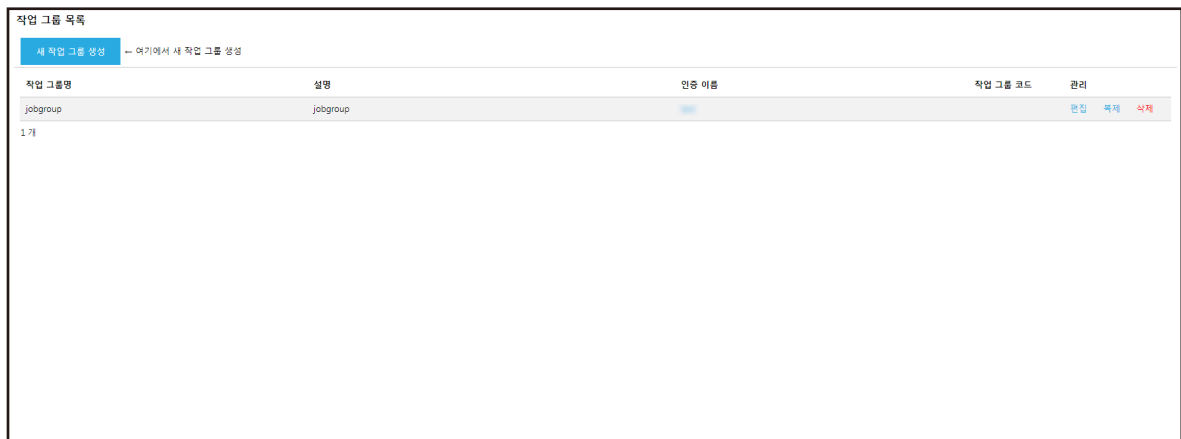 작업 그룹 목록
새 작업 그룹 생성 ← 여기에서 새 작업 그룹 생성
작업 그룹명 설명 인증 이름 작업 그룹 코드 관리
jobgroup jobgroup 편집 복제 삭제
1 개